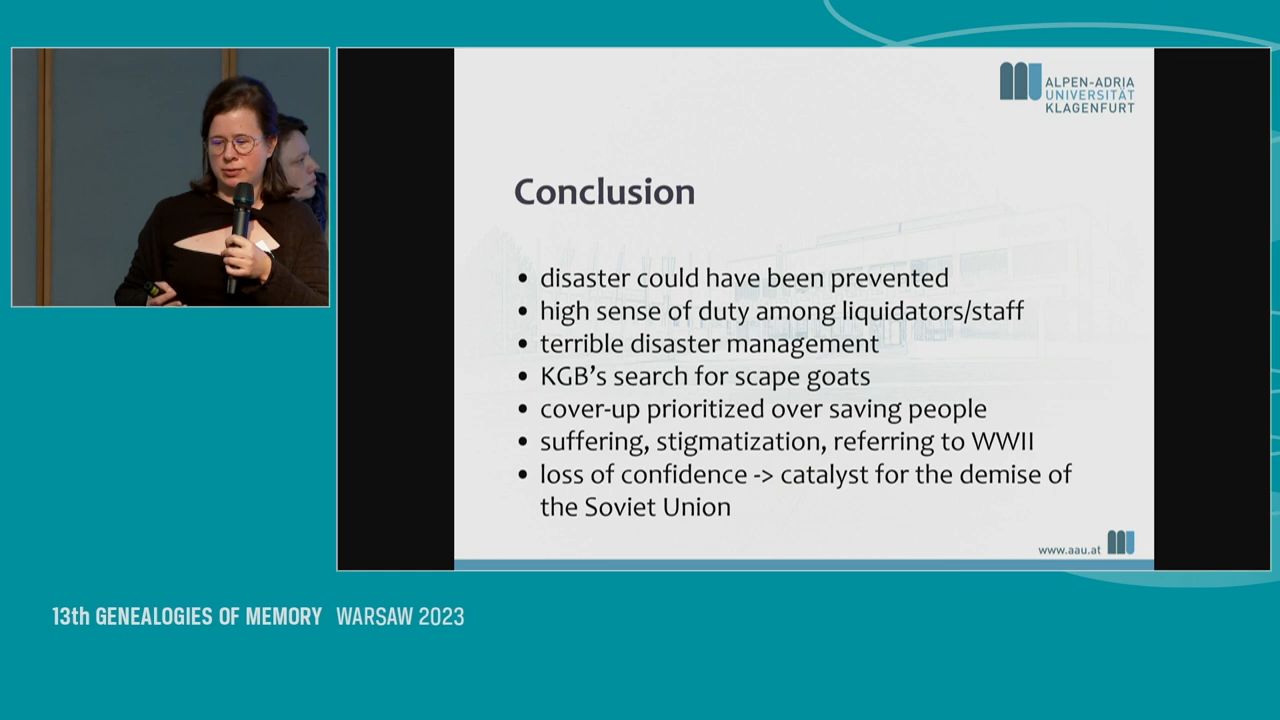 ALPEN-ADRIA
UNIVERSITÄT
KLAGENFURT
Conclusion
• disaster could have been prevented
• high sense of duty among liquidators/staff
• terrible disaster management
• KGB’s search for scape goats
• cover-up prioritized over saving people
• suffering, stigmatization, referring to WWII
• loss of confidence -> catalyst for the demise of
the Soviet Union
www.aau.at
13th GENEALOGIES OF MEMORY WARSAW 2023